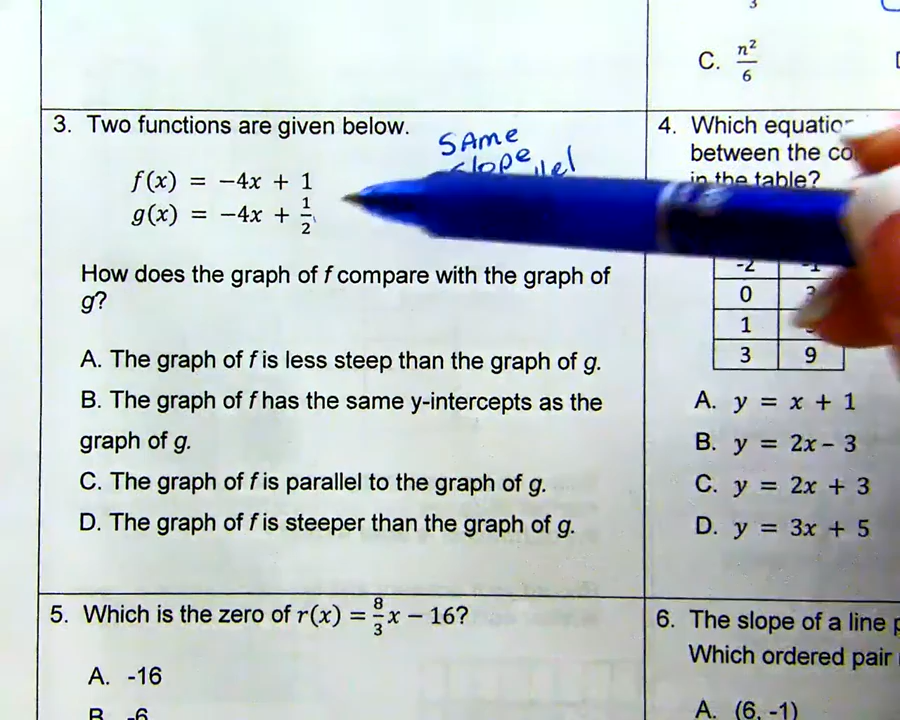 3
C. n²/6
3. Two functions are given below.
SAme
slope
f(x) = −4x + 1
g(x) = −4x + 1/2
How does the graph of f compare with the graph of
g?
A. The graph of f is less steep than the graph of g.
B. The graph of f has the same y-intercepts as the
graph of g.
C. The graph of f is parallel to the graph of g.
D. The graph of f is steeper than the graph of g.
4. Which
between the
in the table?
-2 -1
0
1
3 9
A. y = x + 1
B. y = 2x − 3
C. y = 2x + 3
D. y = 3x + 5
5. Which is the zero of r(x) = 8/3x − 16?
A. -16
B. -6
6. The slope of a line
Which ordered pair
A. (6, -1)